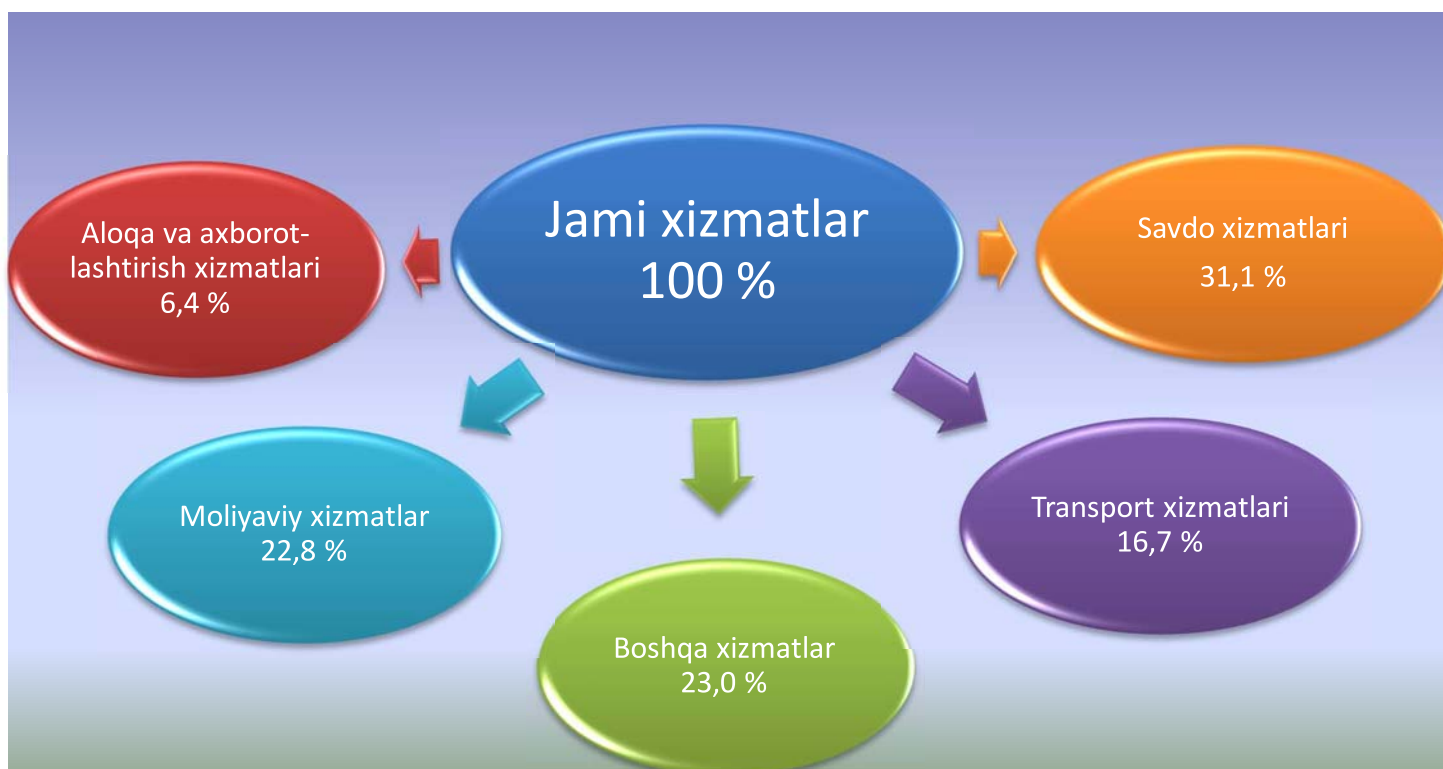 Jami xizmatlar
100 %
Aloqa va axborot-
lashtirish xizmatlari
6,4 %
Savdo xizmatlari
31,1 %
Moliyaviy xizmatlar
22,8 %
Transport xizmatlari
16,7 %
Boshqa xizmatlar
23,0 %